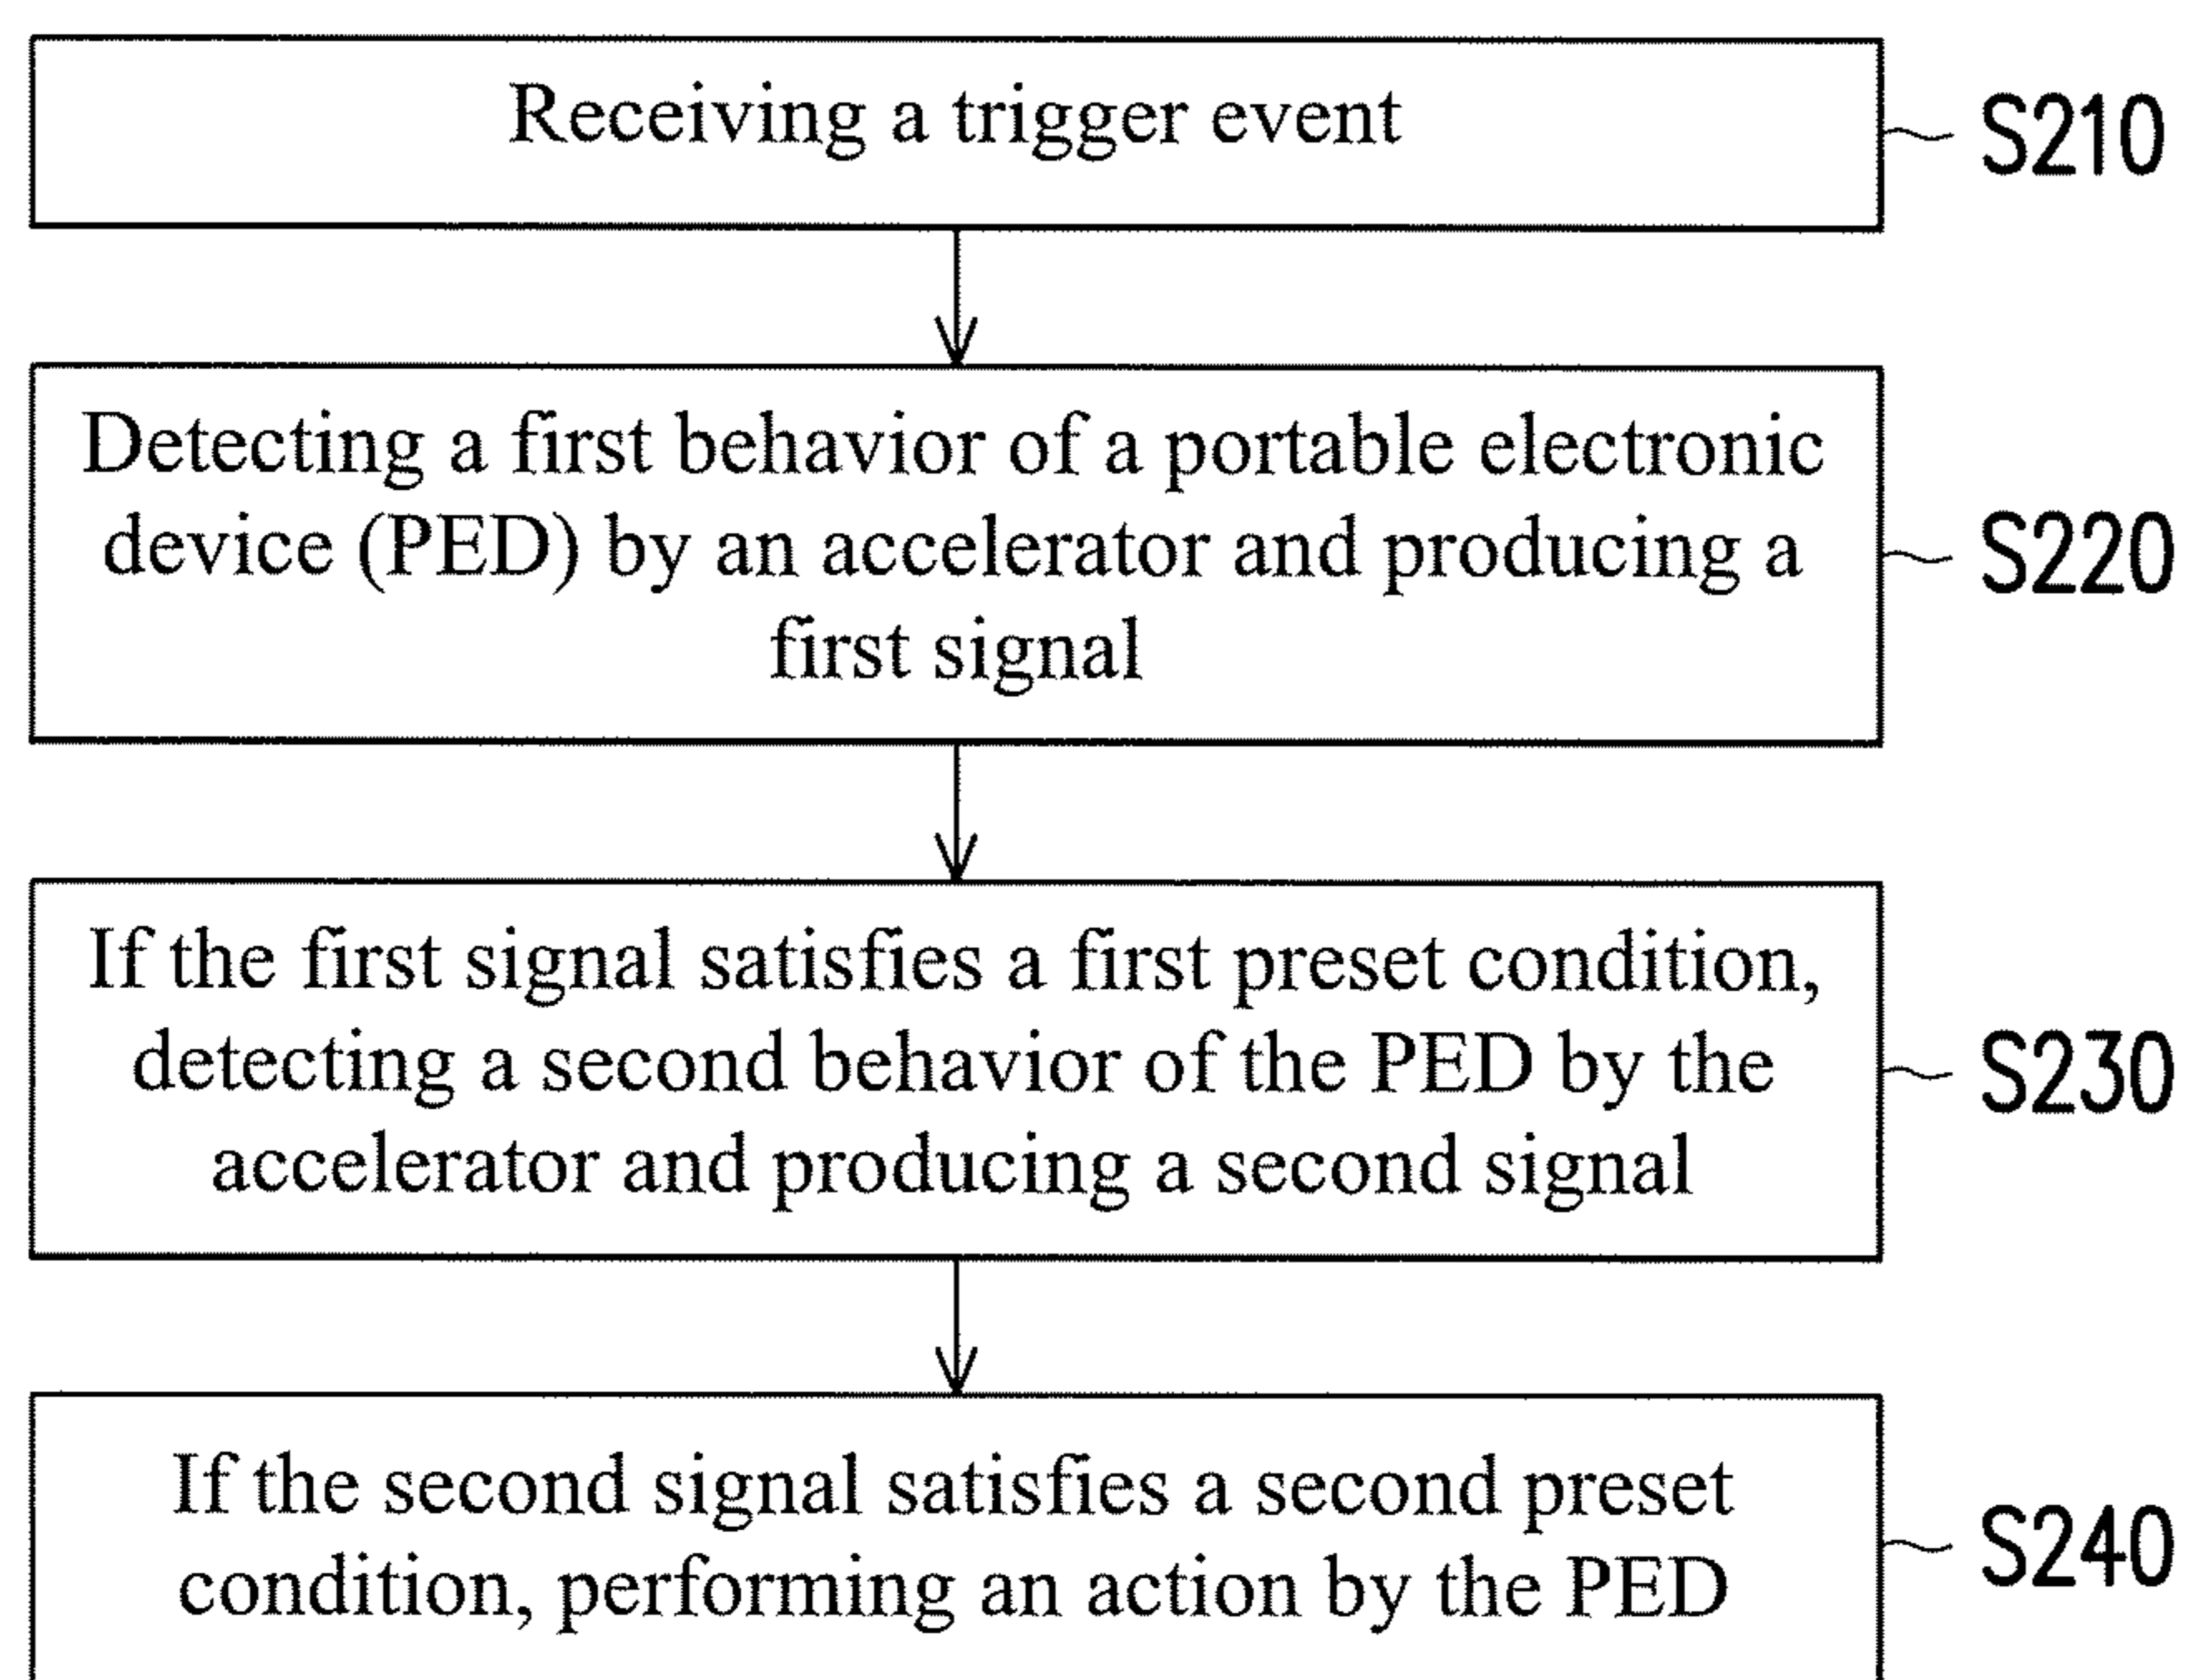 Receiving a trigger event
S210
Detecting a first behavior of a portable electronic
device (PED) by an accelerator and producing a
first signal
S220
If the first signal satisfies a first preset condition,
detecting a second behavior of the PED by the
accelerator and producing a second signal
S230
If the second signal satisfies a second preset
condition, performing an action by the PED
S240